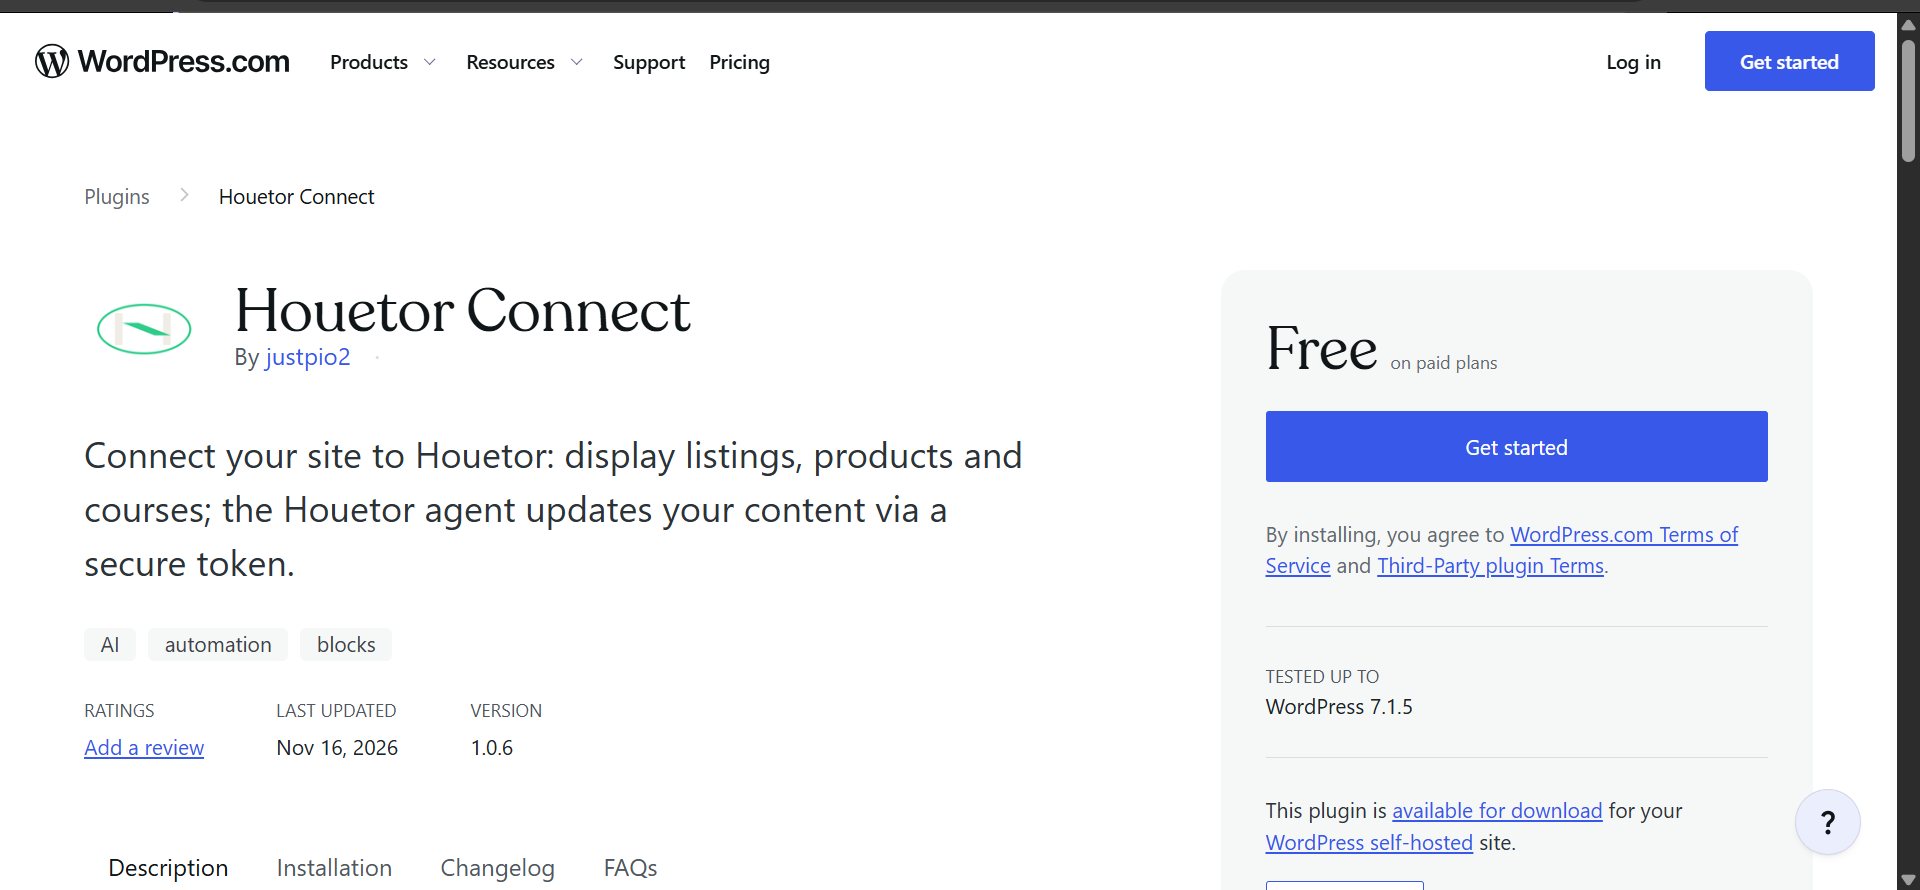 WordPress.com
Products
Resources
Support
Pricing
Log in
Get started
Plugins
Houetor Connect
Houetor Connect
By justpio2
Connect your site to Houetor: display listings, products and
courses; the Houetor agent updates your content via a
secure token.
AI
automation
blocks
RATINGS
Add a review
LAST UPDATED
Nov 16, 2026
VERSION
1.0.6
Description
Installation
Changelog
FAQs
Free on paid plans
Get started
By installing, you agree to WordPress.com Terms of
Service and Third-Party plugin Terms.
TESTED UP TO
WordPress 7.1.5
This plugin is available for download for your
WordPress self-hosted site.
?